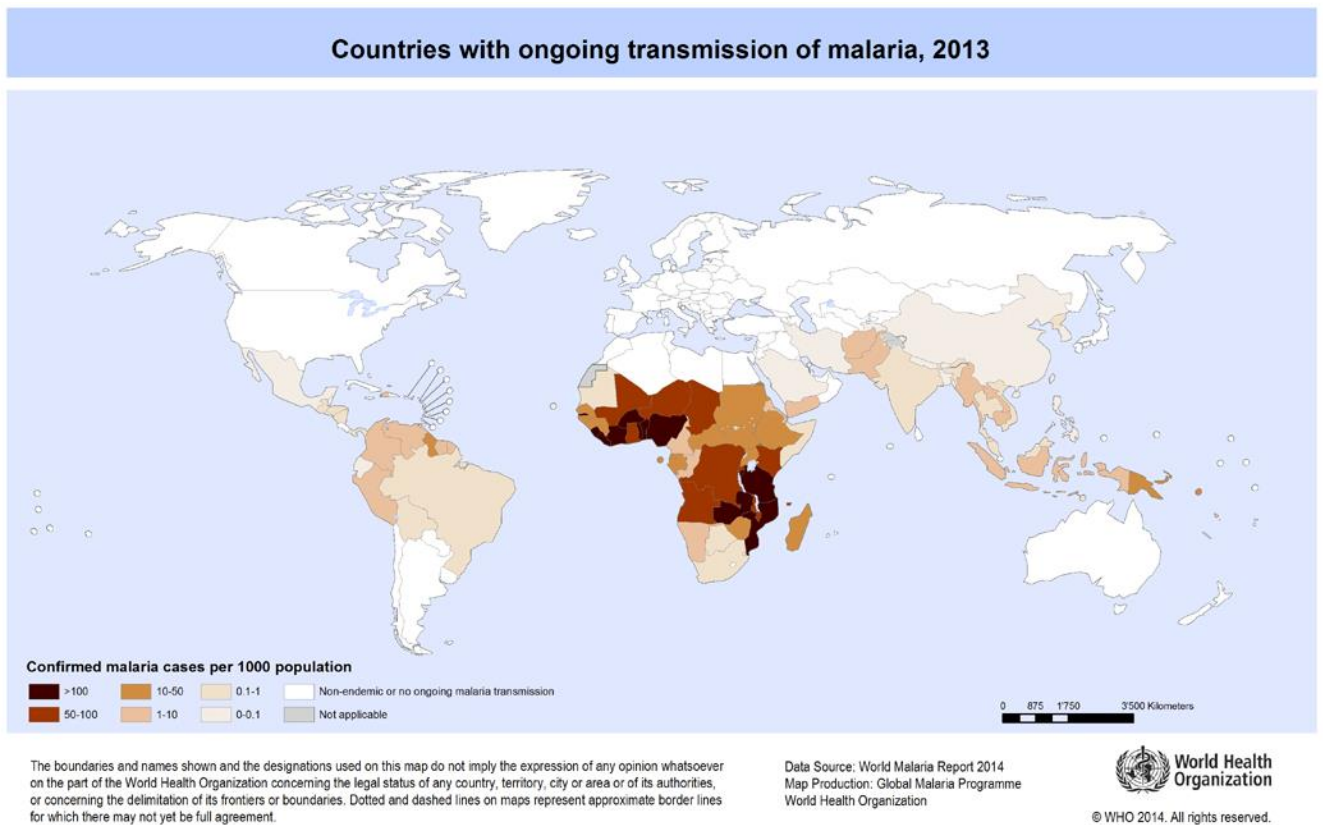 Countries with ongoing transmission of malaria, 2013
Confirmed malaria cases per 1000 population
>100
10-50
0.1-1
Non-endemic or no ongoing malaria transmission
50-100
1-10
0-0.1
Not applicable
0 875 1'750 3'500 Kilometers
The boundaries and names shown and the designations used on this map do not imply the expression of any opinion whatsoever
on the part of the World Health Organization concerning the legal status of any country, territory, city or area or of its authorities,
or concerning the delimitation of its frontiers or boundaries. Dotted and dashed lines on maps represent approximate border lines
for which there may not yet be full agreement.
Data Source: World Malaria Report 2014
Map Production: Global Malaria Programme
World Health Organization
World Health
Organization
© WHO 2014. All rights reserved.